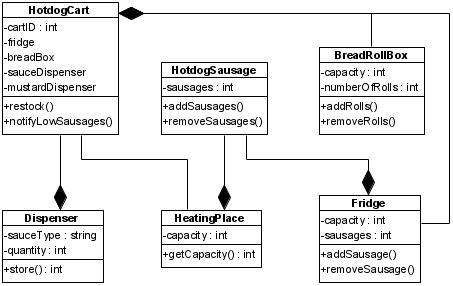 HotdogCart
-cartID : int
-fridge
-breadBox
-sauceDispenser
-mustardDispenser
+restock()
+notifyLowSausages()
HotdogSausage
-sausages : int
+addSausages()
+removeSausages()
BreadRollBox
-capacity : int
-numberOfRolls : int
+addRolls()
+removeRolls()
Dispenser
-sauceType : string
-quantity : int
+store() : int
HeatingPlace
-capacity : int
+getCapacity() : int
Fridge
-capacity : int
-sausages : int
+addSausage()
+removeSausage()